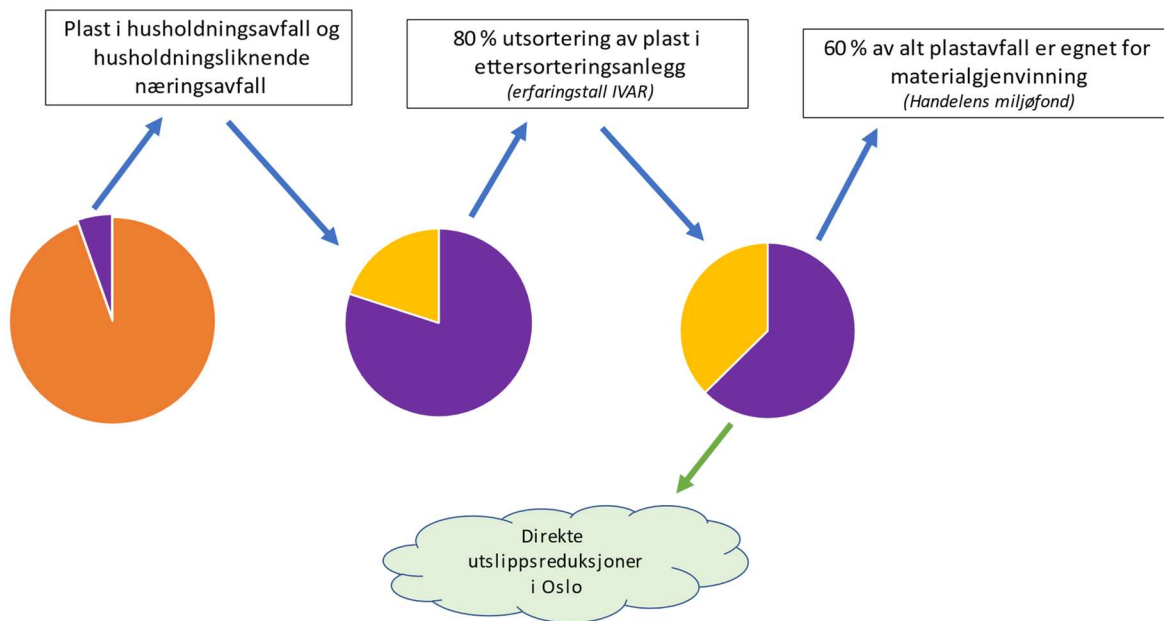 Plast i husholdningsavfall og
husholdningsliknende
næringsavfall
80 % utsortering av plast i
ettersorteringsanlegg
(erfaringstall IVAR)
60 % av alt plastavfall er egnet for
materialgjenvinning
(Handelens miljøfond)
Direkte
utslippsreduksjoner
i Oslo